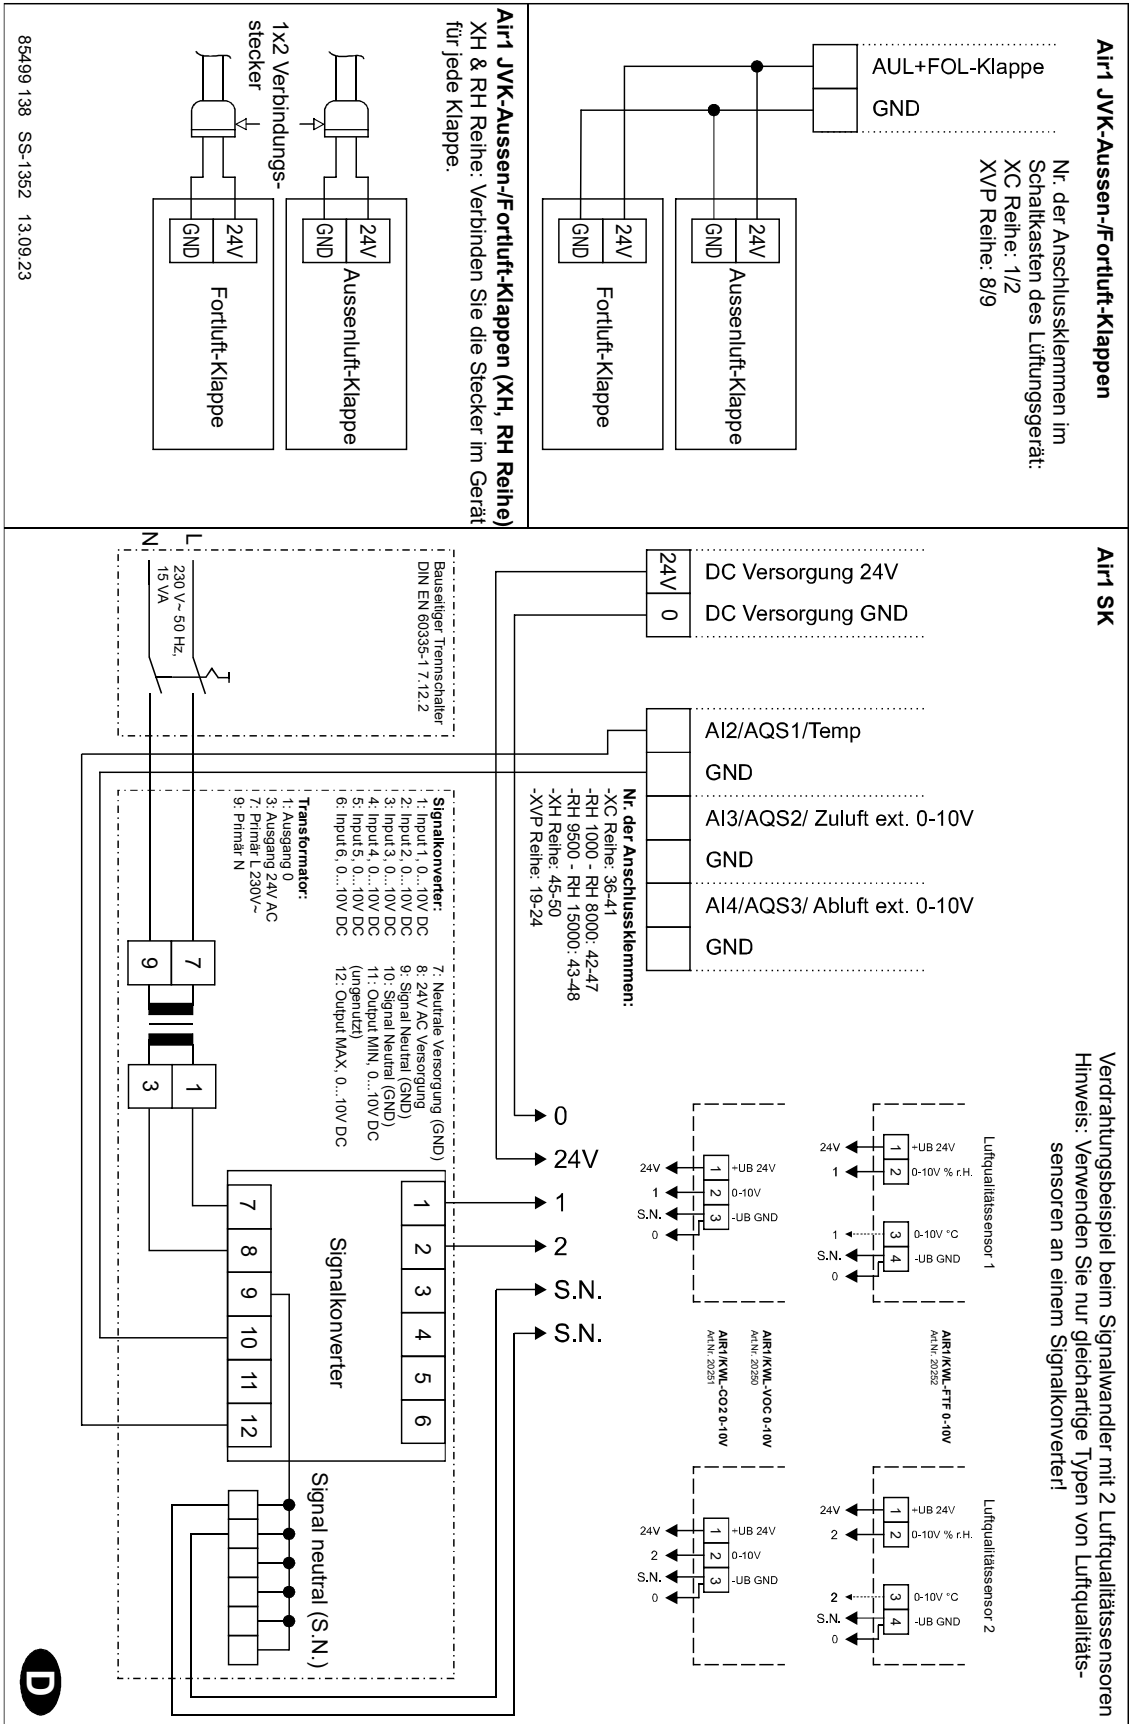 Air1 JVK-Aussen-/Fortluft-Klappen
Nr. der Anschlussklemmen im
Schaltkasten des Lüftungsgerät:
XC Reihe: 1/2
XVP Reihe: 8/9
AUL+FOL-Klappe
GND
24V
GND
Aussenluft-Klappe
24V
GND
Fortluft-Klappe
Air1 JVK-Aussen-/Fortluft-Klappen (XH, RH Reihe)
XH & RH Reihe: Verbinden Sie die Stecker im Gerät
für jede Klappe.
1x2 Verbindungs-
stecker
24V
GND
Aussenluft-Klappe
24V
GND
Fortluft-Klappe
85499 138 SS-1352 13.09.23
Air1 SK
Verdrahtungsbeispiel beim Signalwandler mit 2 Luftqualitätssensoren
Hinweis: Verwenden Sie nur gleichartige Typen von Luftqualitäts-
sensoren an einem Signalkonverter!
24V
DC Versorgung 24V
0
DC Versorgung GND
AI2/AQS1/Temp
GND
AI3/AQS2/ Zuluft ext. 0-10V
GND
AI4/AQS3/ Abluft ext. 0-10V
GND
Nr. der Anschlussklemmen:
-XC Reihe: 36-41
-RH 1000 - RH 8000: 42-47
-RH 9500 - RH 15000: 43-48
-XH Reihe: 45-50
-XVP Reihe: 19-24
Bauseitiger Trennschalter
DIN EN 60335-1 7.12.2
L
N
230 V~ 50 Hz,
15 VA
Signalkonverter:
1: Input 1, 0...10V DC
2: Input 2, 0...10V DC
3: Input 3, 0...10V DC
4: Input 4, 0...10V DC
5: Input 5, 0...10V DC
6: Input 6, 0...10V DC
7: Neutrale Versorgung (GND)
8: 24V AC Versorgung
9: Signal Neutral (GND)
10: Signal Neutral (GND)
11: Output MIN, 0...10V DC
(ungenutzt)
12: Output MAX, 0...10V DC
Transformator:
1: Ausgang 0
3: Ausgang 24V AC
7: Primär L 230V~
9: Primär N
7
9
1
3
0
24V
1
2
S.N.
S.N.
1 2 3 4 5 6
Signalkonverter
7 8 9 10 11 12
Signal neutral (S.N.)
Luftqualitätssensor 1
24V 1 +UB 24V
1 2 0-10V % r.H.
1 3 0-10V °C
S.N. 4 -UB GND
0
24V 1 +UB 24V
1 2 0-10V
S.N. 3 -UB GND
0
AIR1/KWL-FTF 0-10V
Art.Nr. 20252
AIR1/KWL-VOC 0-10V
Art.Nr. 20250
AIR1/KWL-CO2 0-10V
Art.Nr. 20251
Luftqualitätssensor 2
24V 1 +UB 24V
2 2 0-10V % r.H.
2 3 0-10V °C
S.N. 4 -UB GND
0
24V 1 +UB 24V
2 2 0-10V
S.N. 3 -UB GND
0
D